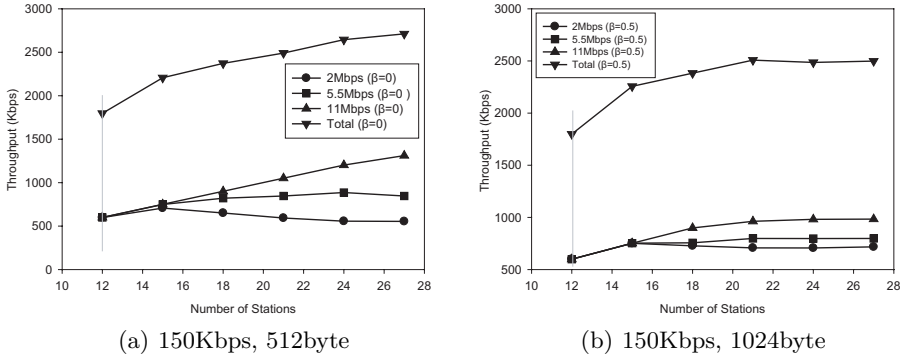 3000
2500
2000
1500
1000
500
0
Throughput (Kbps)
10 12 14 16 18 20 22 24 26 28
Number of Stations
2Mbps (β=0)
5.5Mbps (β=0 )
11Mbps (β=0)
Total (β=0)
(a) 150Kbps, 512byte
3000
2500
2000
1500
1000
500
Throughput (Kbps)
10 12 14 16 18 20 22 24 26 28
Number of Stations
2Mbps (β=0.5)
5.5Mbps (β=0.5)
11Mbps (β=0.5)
Total (β=0.5)
(b) 150Kbps, 1024byte